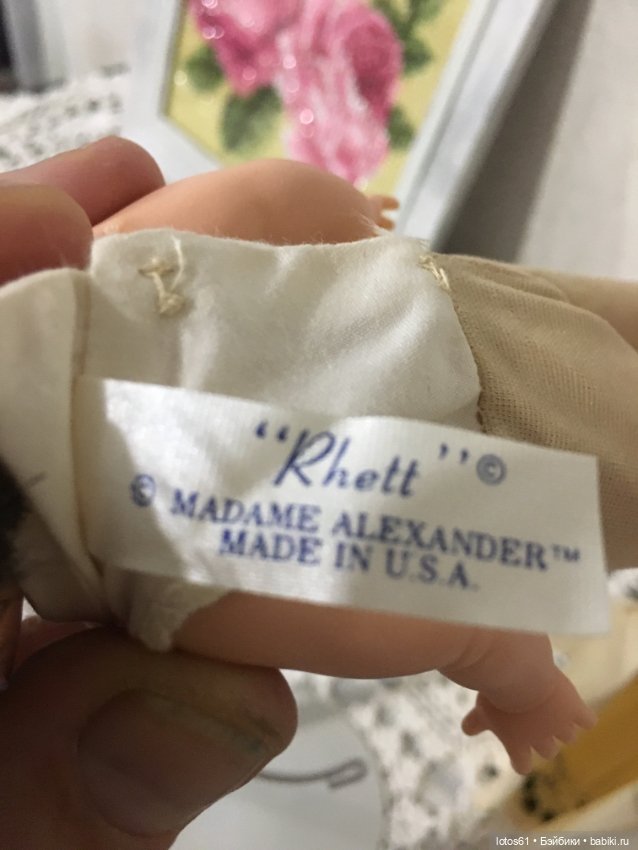 "Rhett"©
© MADAME ALEXANDER™
MADE IN U.S.A.
lotos61 • Бэйбики • babiki.ru